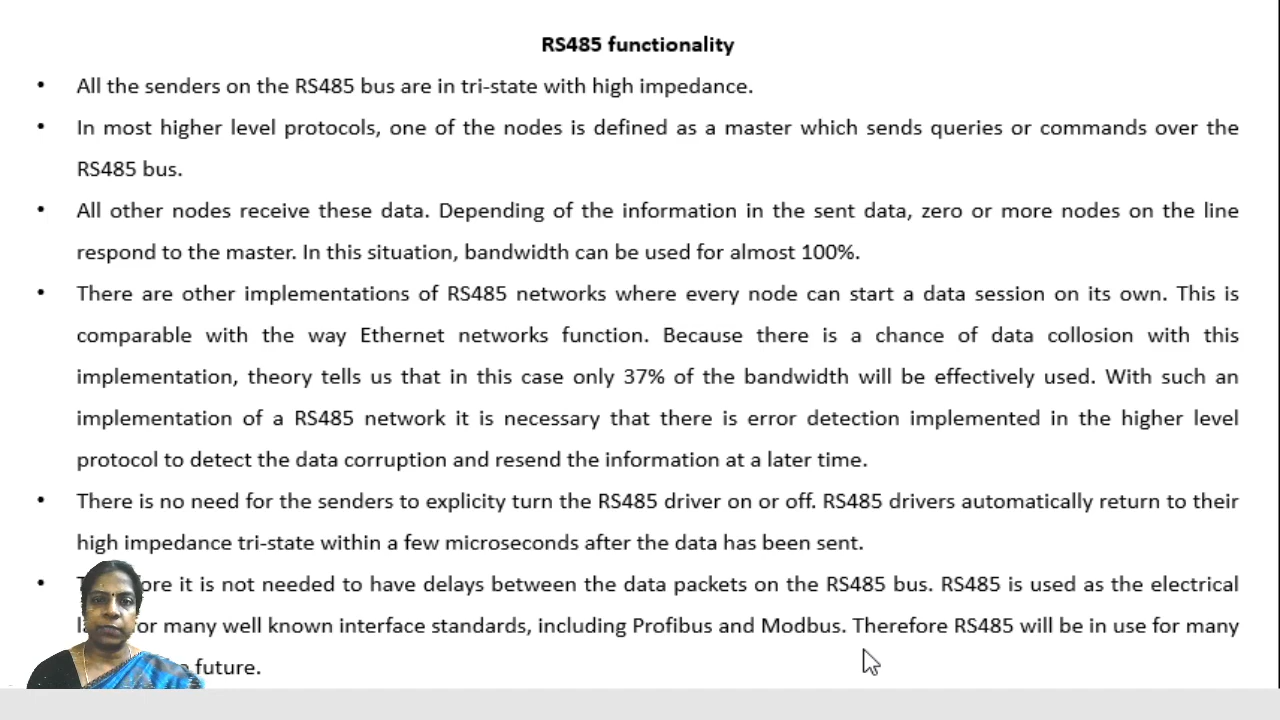 RS485 functionality
• All the senders on the RS485 bus are in tri-state with high impedance.
• In most higher level protocols, one of the nodes is defined as a master which sends queries or commands over the
RS485 bus.
• All other nodes receive these data. Depending of the information in the sent data, zero or more nodes on the line
respond to the master. In this situation, bandwidth can be used for almost 100%.
• There are other implementations of RS485 networks where every node can start a data session on its own. This is
comparable with the way Ethernet networks function. Because there is a chance of data collosion with this
implementation, theory tells us that in this case only 37% of the bandwidth will be effectively used. With such an
implementation of a RS485 network it is necessary that there is error detection implemented in the higher level
protocol to detect the data corruption and resend the information at a later time.
• There is no need for the senders to explicity turn the RS485 driver on or off. RS485 drivers automatically return to their
high impedance tri-state within a few microseconds after the data has been sent.
• it is not needed to have delays between the data packets on the RS485 bus. RS485 is used as the electrical
for many well known interface standards, including Profibus and Modbus. Therefore RS485 will be in use for many
future.